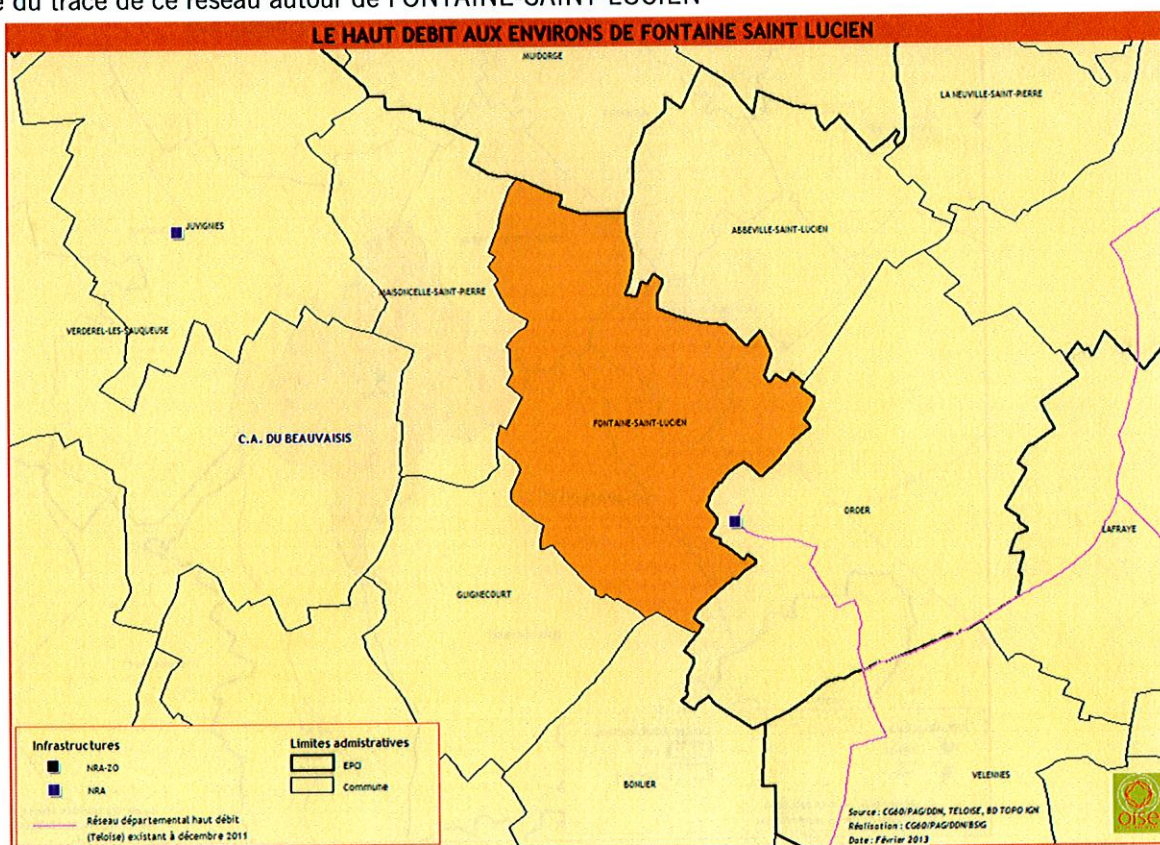 du tracé de ce réseau autour de FONTAINE-SAINT-LUCIEN
LE HAUT DEBIT AUX ENVIRONS DE FONTAINE SAINT LUCIEN
MUIDORGE
LA NEUVILLE-SAINT-PIERRE
JUVIGNES
ABBEVILLE-SAINT-LUCIEN
MAISONCELLE-SAINT-PIERRE
VERDEREL-LES-SAUQUEUSE
FONTAINE-SAINT-LUCIEN
C.A. DU BEAUVAISIS
OROER
LAFRAYE
GUIGNECOURT
VELENNES
BONLIER
Infrastructures
NRA-ZO
NRA
Réseau départemental haut débit
(Teloise) existant à décembre 2011
Limites admistratives
EPCI
Commune
Source : CG60/PAG/DDN, TELOISE, BD TOPO IGN
Réalisation : CG60/PAG/DDN/BSIG
Date : Février 2013
oise